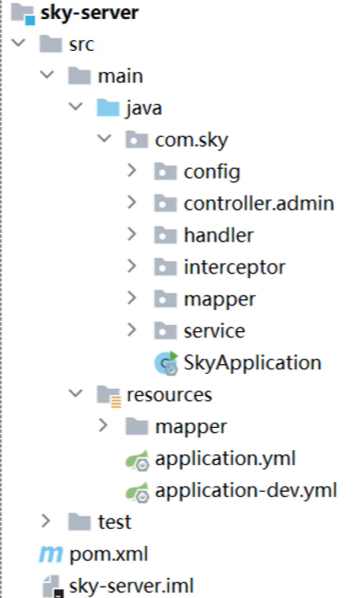 sky-server
src
main
java
com.sky
config
controller.admin
handler
interceptor
mapper
service
SkyApplication
resources
mapper
application.yml
application-dev.yml
test
m pom.xml
sky-server.iml